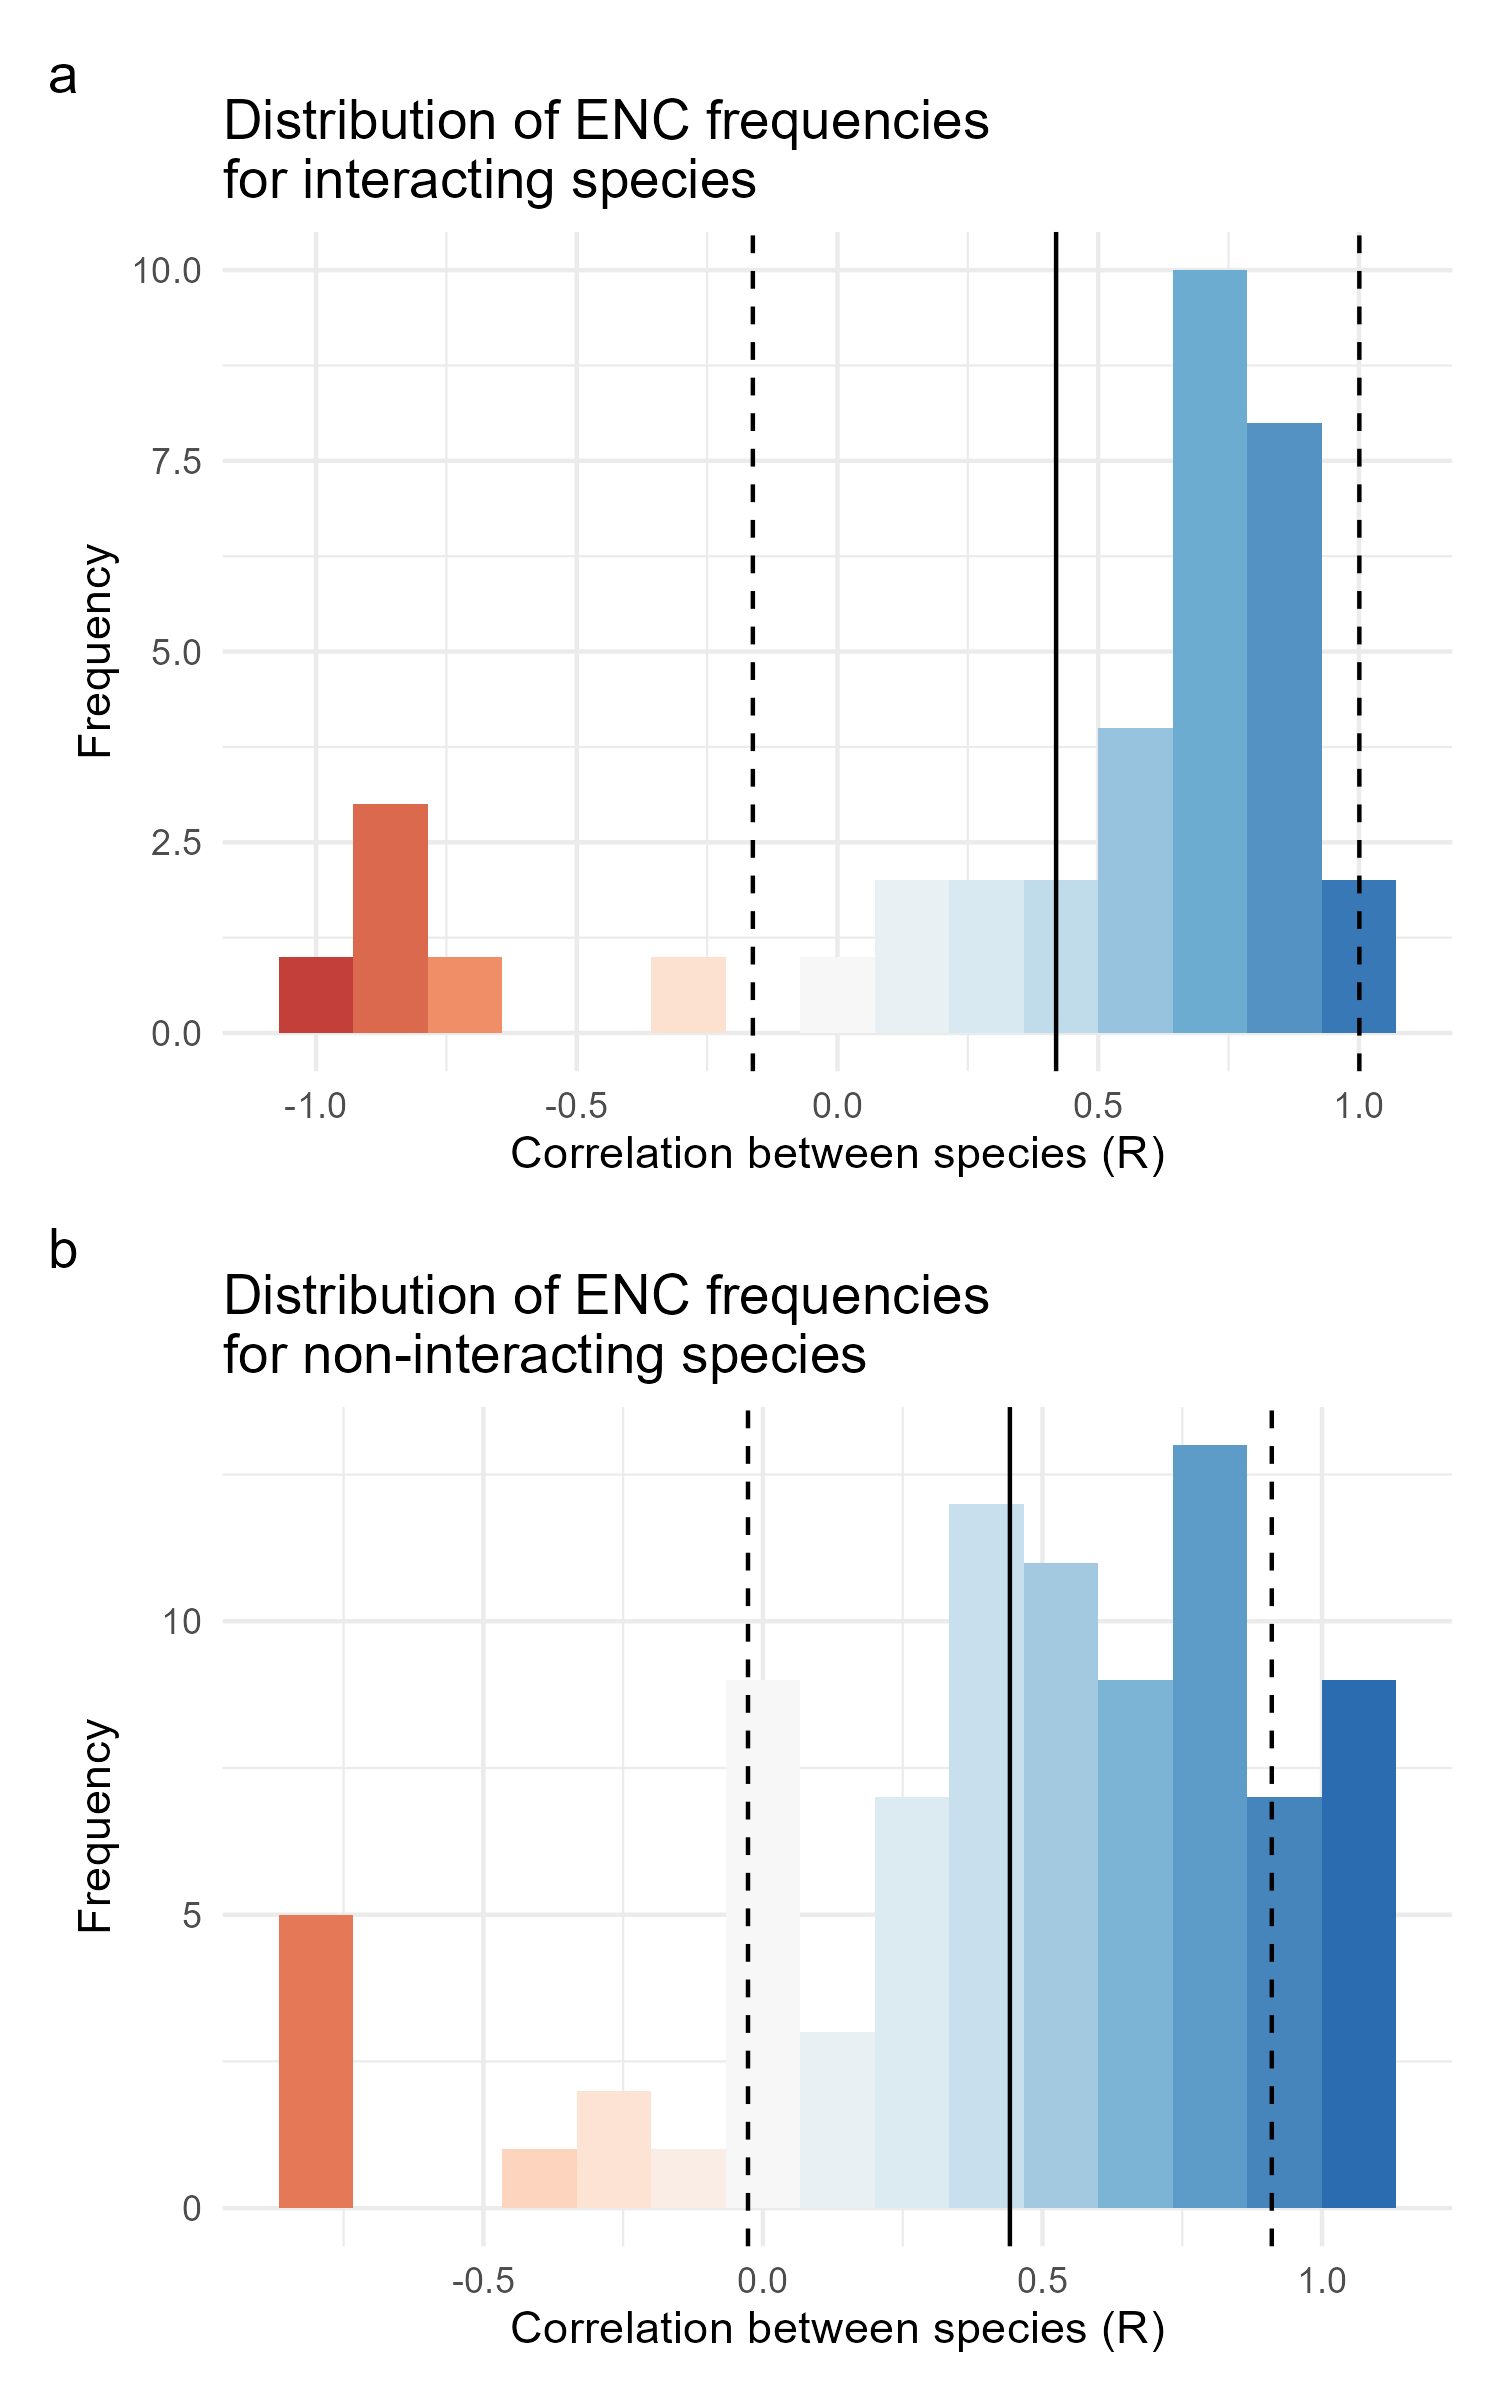 a
Distribution of ENC frequencies
for interacting species
10.0
7.5
5.0
2.5
0.0
Frequency
-1.0 -0.5 0.0 0.5 1.0
Correlation between species (R)
b
Distribution of ENC frequencies
for non-interacting species
10
5
0
Frequency
-0.5 0.0 0.5 1.0
Correlation between species (R)